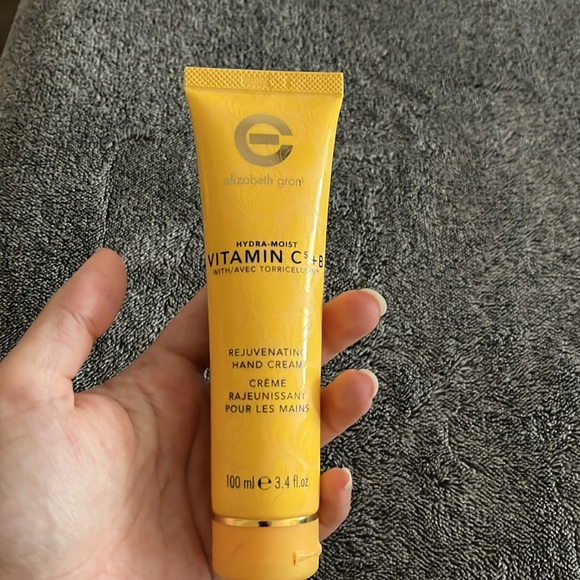 elizabeth grant
HYDRA-MOIST
VITAMIN C⁵+B
WITH/AVEC TORRICELUMN™
REJUVENATING
HAND CREAM
CRÈME
RAJEUNISSANT
POUR LES MAINS
100 ml ℮ 3.4 fl.oz.